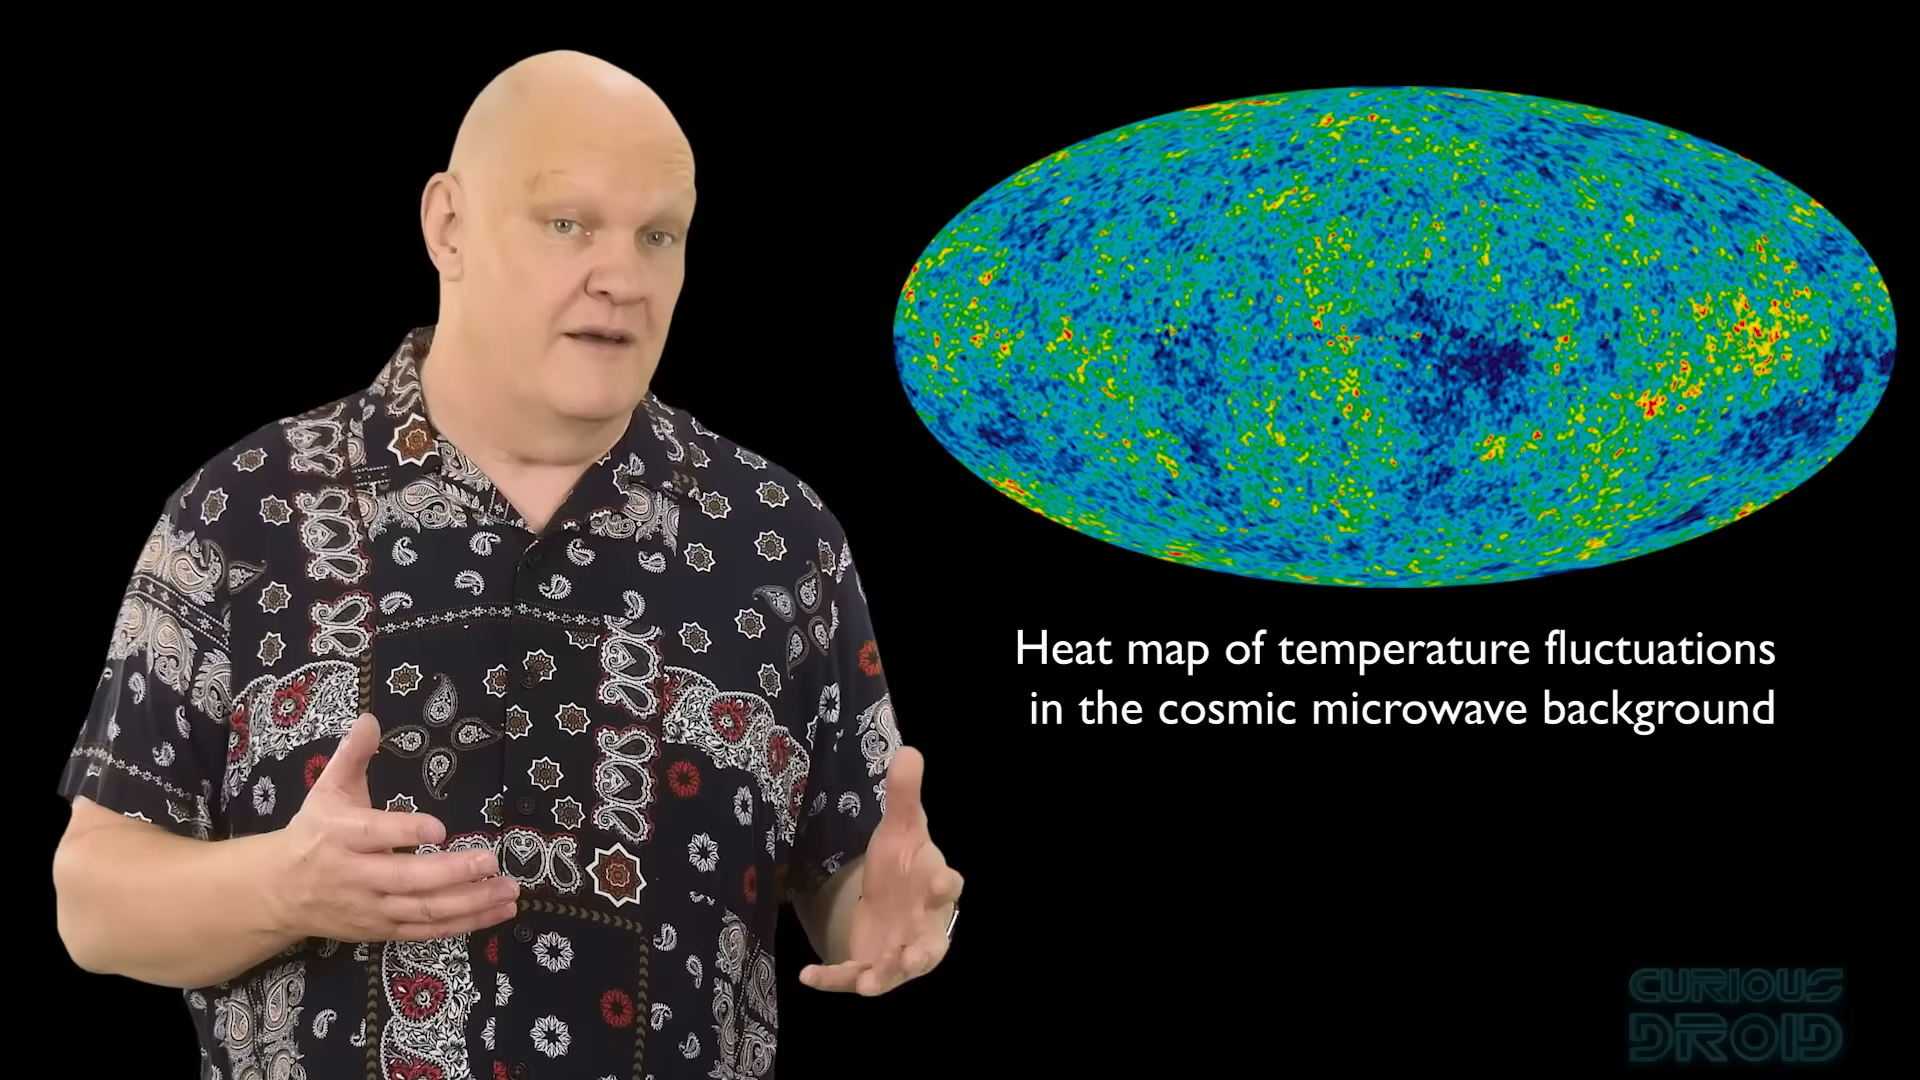 Heat map of temperature fluctuations
in the cosmic microwave background
CURIOUS
DROID